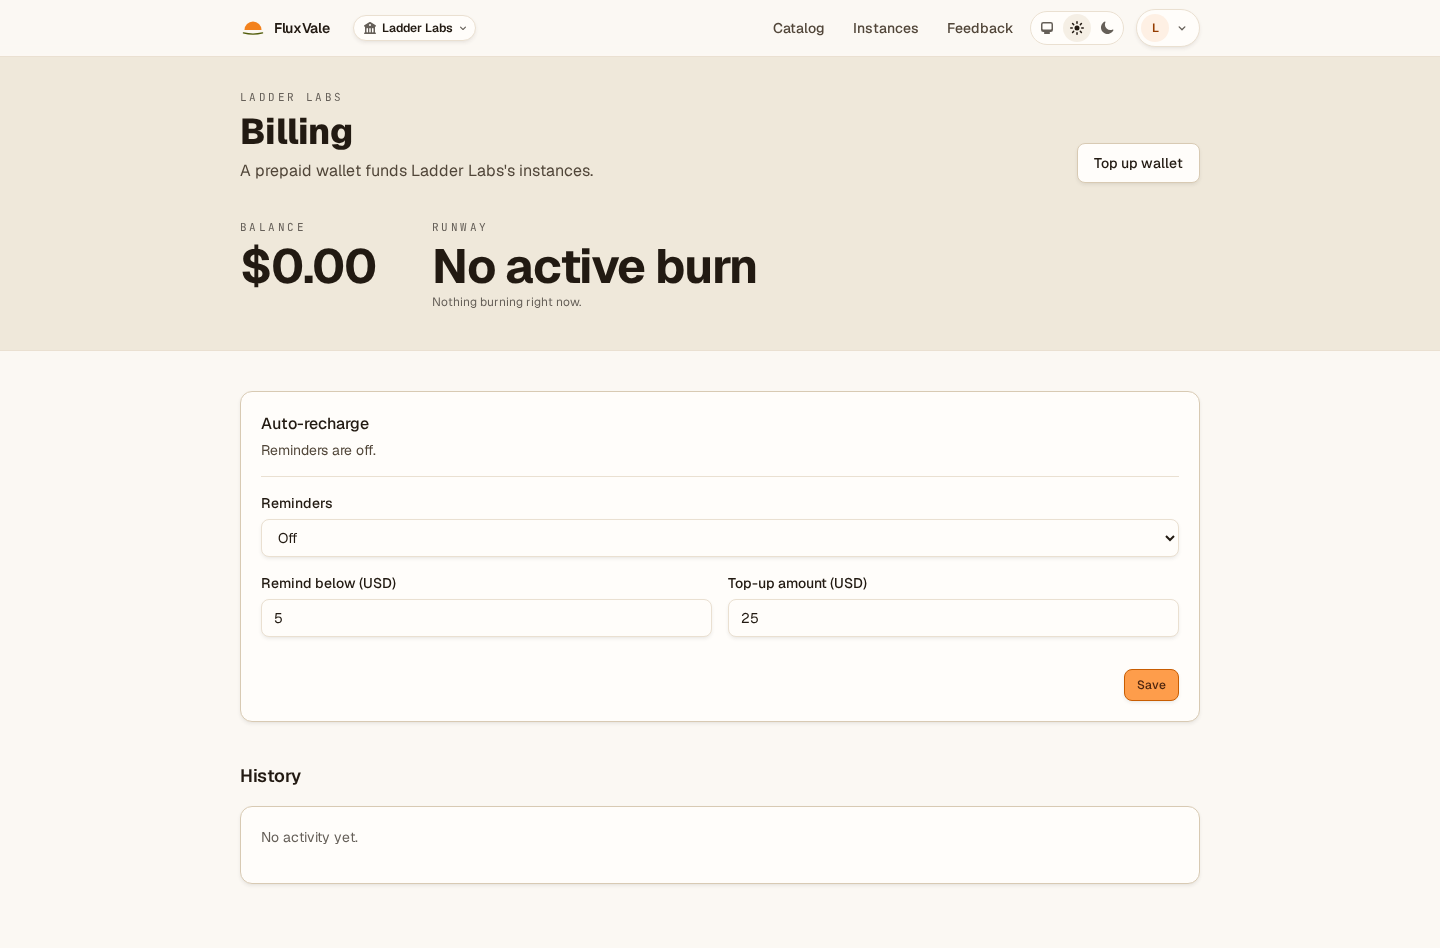 FluxVale
Ladder Labs
Catalog
Instances
Feedback
L
LADDER LABS
Billing
A prepaid wallet funds Ladder Labs's instances.
Top up wallet
BALANCE
$0.00
RUNWAY
No active burn
Nothing burning right now.
Auto-recharge
Reminders are off.
Reminders
Off
Remind below (USD)
5
Top-up amount (USD)
25
Save
History
No activity yet.